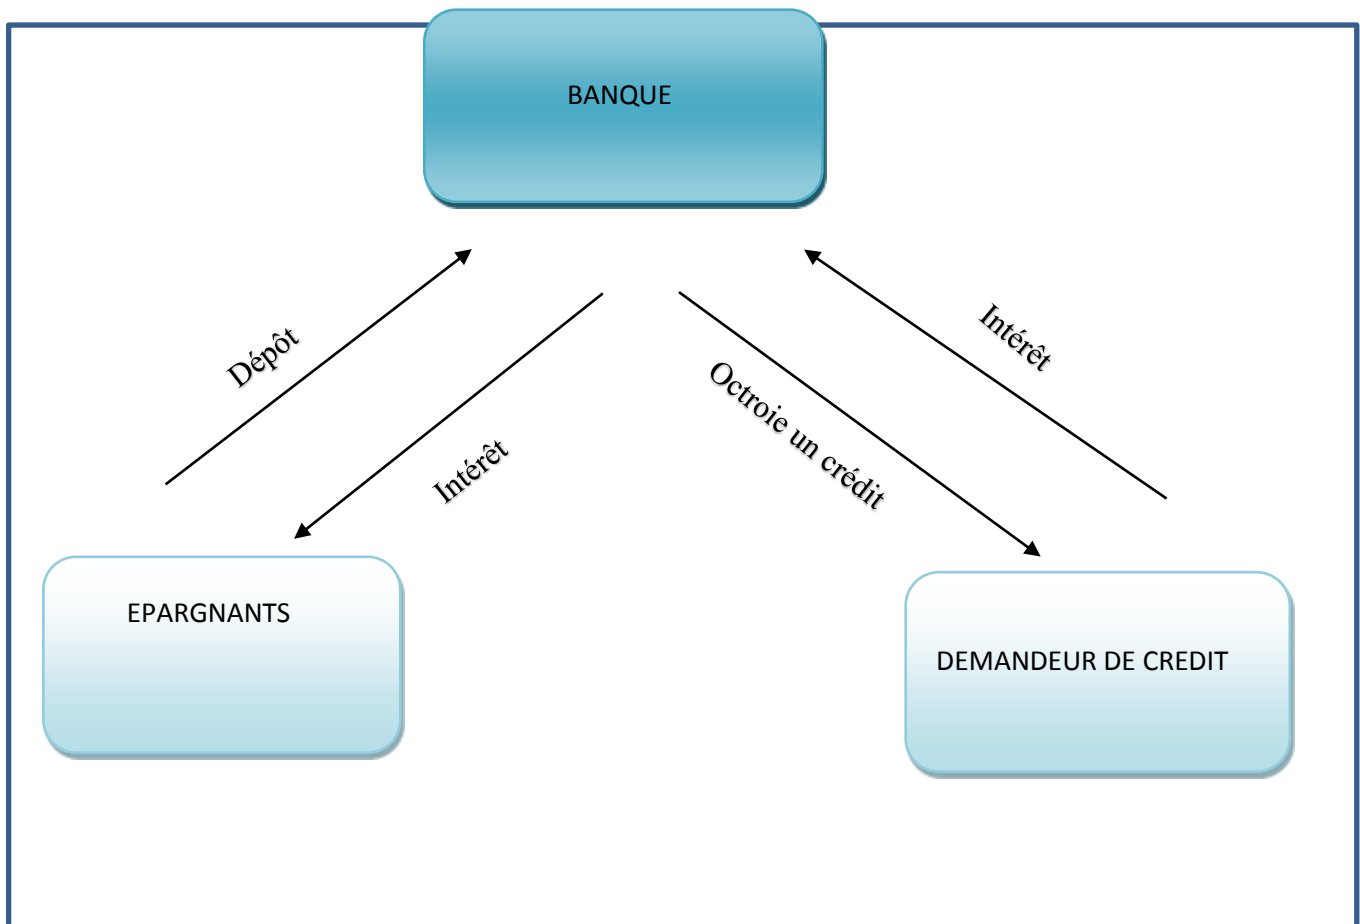 BANQUE
Dépôt
Intérêt
Octroie un crédit
Intérêt
EPARGNANTS
DEMANDEUR DE CREDIT